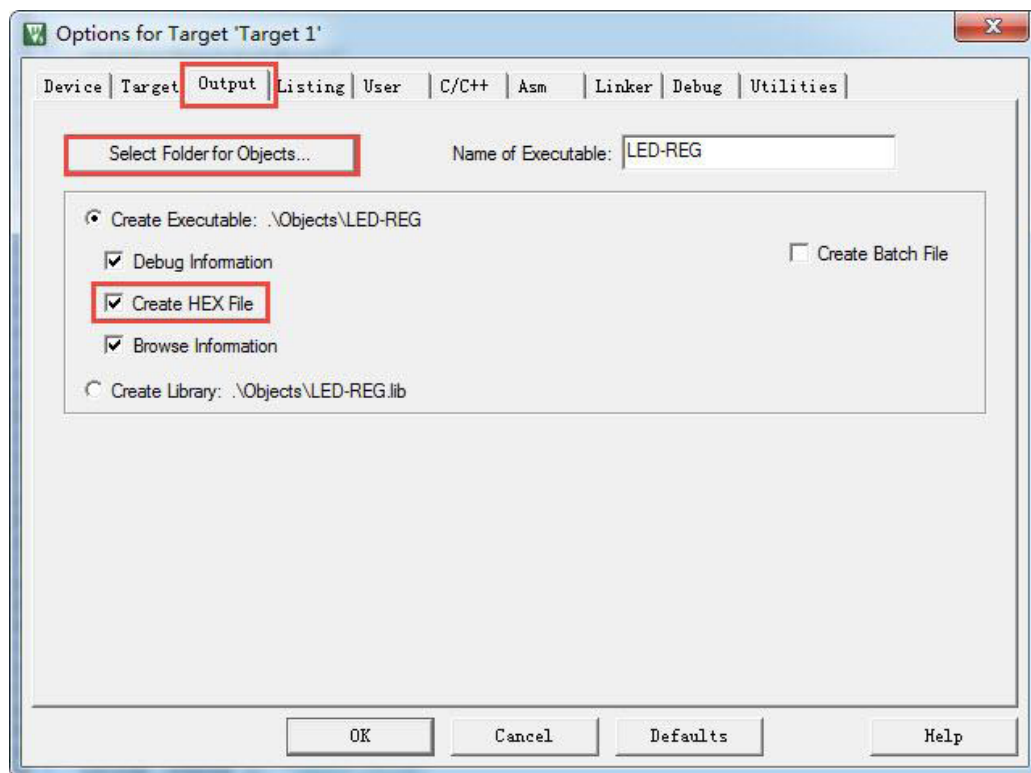 Options for Target 'Target 1'
Device Target Output Listing User C/C++ Asm Linker Debug Utilities
Select Folder for Objects... Name of Executable: LED-REG
Create Executable: .\Objects\LED-REG
Debug Information Create Batch File
Create HEX File
Browse Information
Create Library: .\Objects\LED-REG.lib
OK Cancel Defaults Help